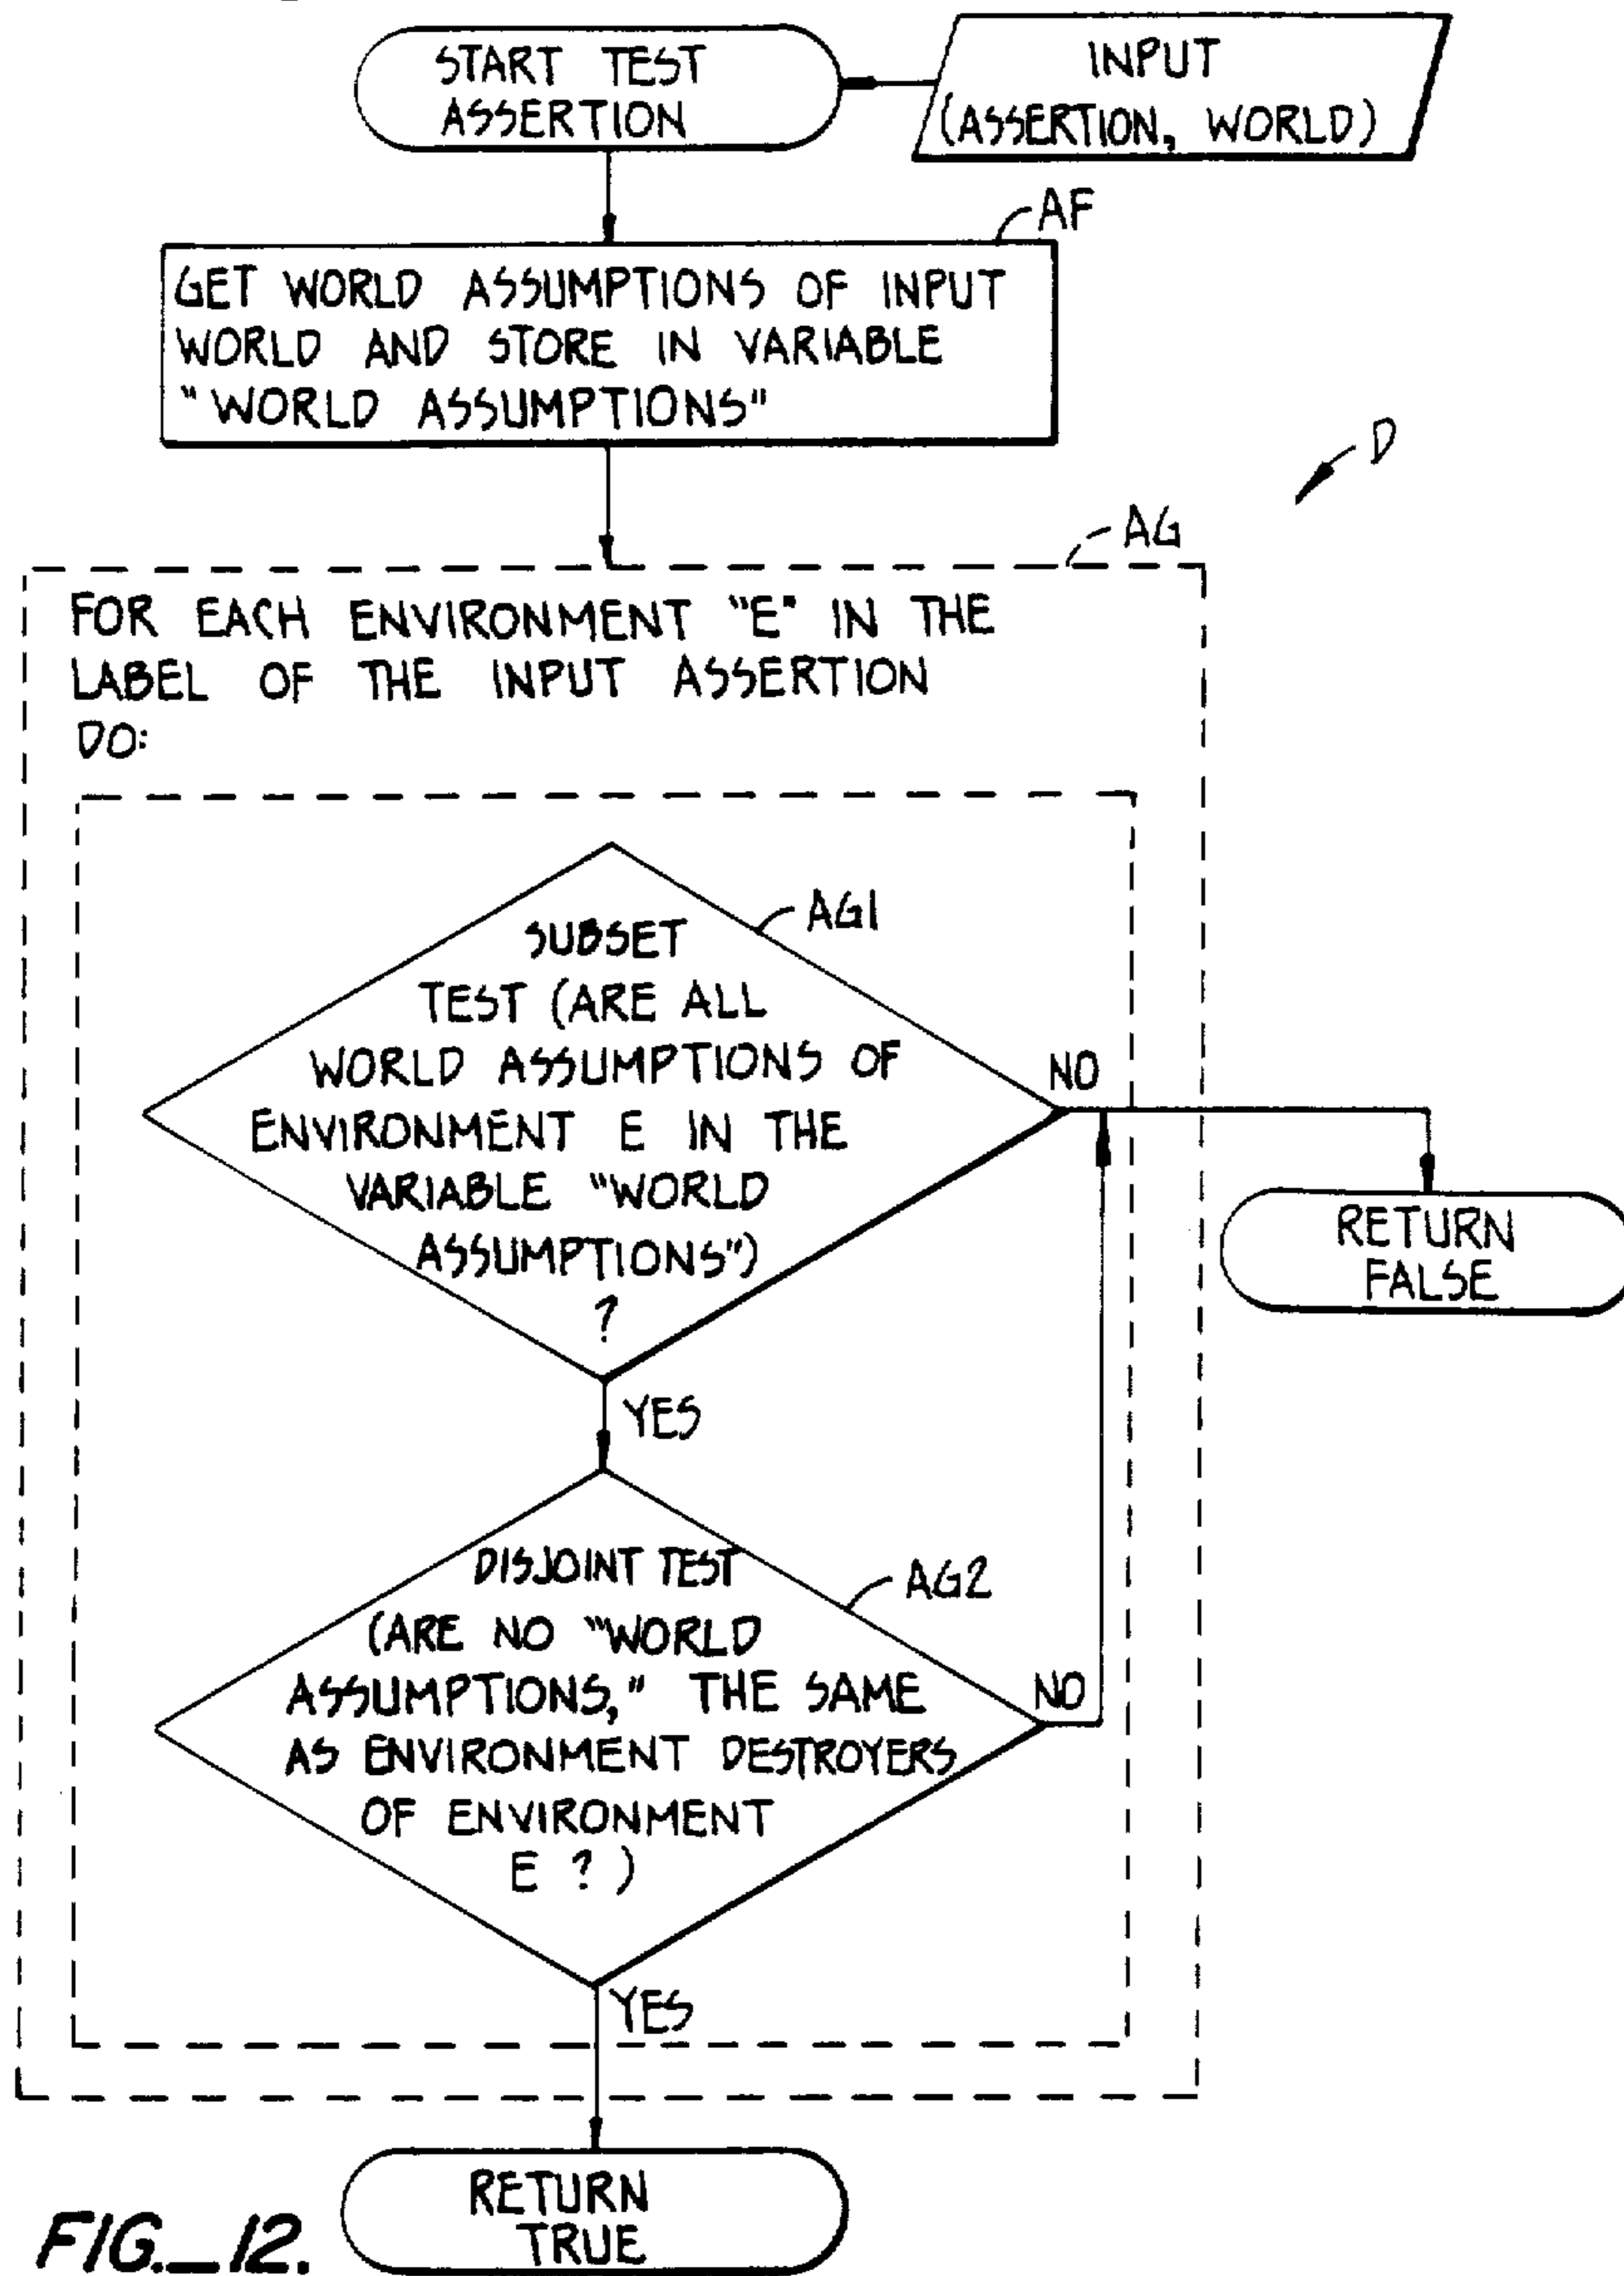 START TEST
ASSERTION
INPUT
(ASSERTION, WORLD)
AF
GET WORLD ASSUMPTIONS OF INPUT
WORLD AND STORE IN VARIABLE
"WORLD ASSUMPTIONS"
D
AG
FOR EACH ENVIRONMENT "E" IN THE
LABEL OF THE INPUT ASSERTION
DO:
AG1
SUBSET
TEST (ARE ALL
WORLD ASSUMPTIONS OF
ENVIRONMENT E IN THE
VARIABLE "WORLD
ASSUMPTIONS")
?
NO
RETURN
FALSE
YES
DISJOINT TEST
AG2
(ARE NO "WORLD
ASSUMPTIONS," THE SAME
AS ENVIRONMENT DESTROYERS
OF ENVIRONMENT
E ? )
NO
YES
RETURN
TRUE
FIG._12.